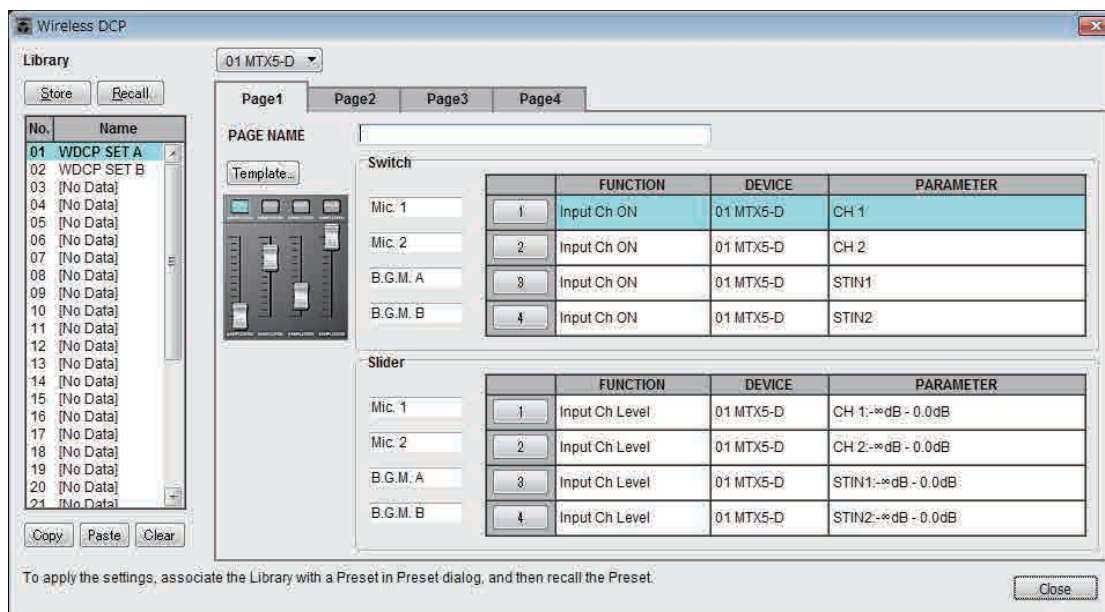 Wireless DCP
Library
01 MTX5-D
Store Recall
Page1 Page2 Page3 Page4
No. Name
01 WDCP SET A
02 WDCP SET B
03 [No Data]
04 [No Data]
05 [No Data]
06 [No Data]
07 [No Data]
08 [No Data]
09 [No Data]
10 [No Data]
11 [No Data]
12 [No Data]
13 [No Data]
14 [No Data]
15 [No Data]
16 [No Data]
17 [No Data]
18 [No Data]
19 [No Data]
20 [No Data]
21 [No Data]
Copy Paste Clear
PAGE NAME
Template...
Switch
FUNCTION DEVICE PARAMETER
Mic. 1 1 Input Ch ON 01 MTX5-D CH 1
Mic. 2 2 Input Ch ON 01 MTX5-D CH 2
B.G.M. A 3 Input Ch ON 01 MTX5-D STIN1
B.G.M. B 4 Input Ch ON 01 MTX5-D STIN2
Slider
FUNCTION DEVICE PARAMETER
Mic. 1 1 Input Ch Level 01 MTX5-D CH 1:-∞dB - 0.0dB
Mic. 2 2 Input Ch Level 01 MTX5-D CH 2:-∞dB - 0.0dB
B.G.M. A 3 Input Ch Level 01 MTX5-D STIN1:-∞dB - 0.0dB
B.G.M. B 4 Input Ch Level 01 MTX5-D STIN2:-∞dB - 0.0dB
To apply the settings, associate the Library with a Preset in Preset dialog, and then recall the Preset.
Close